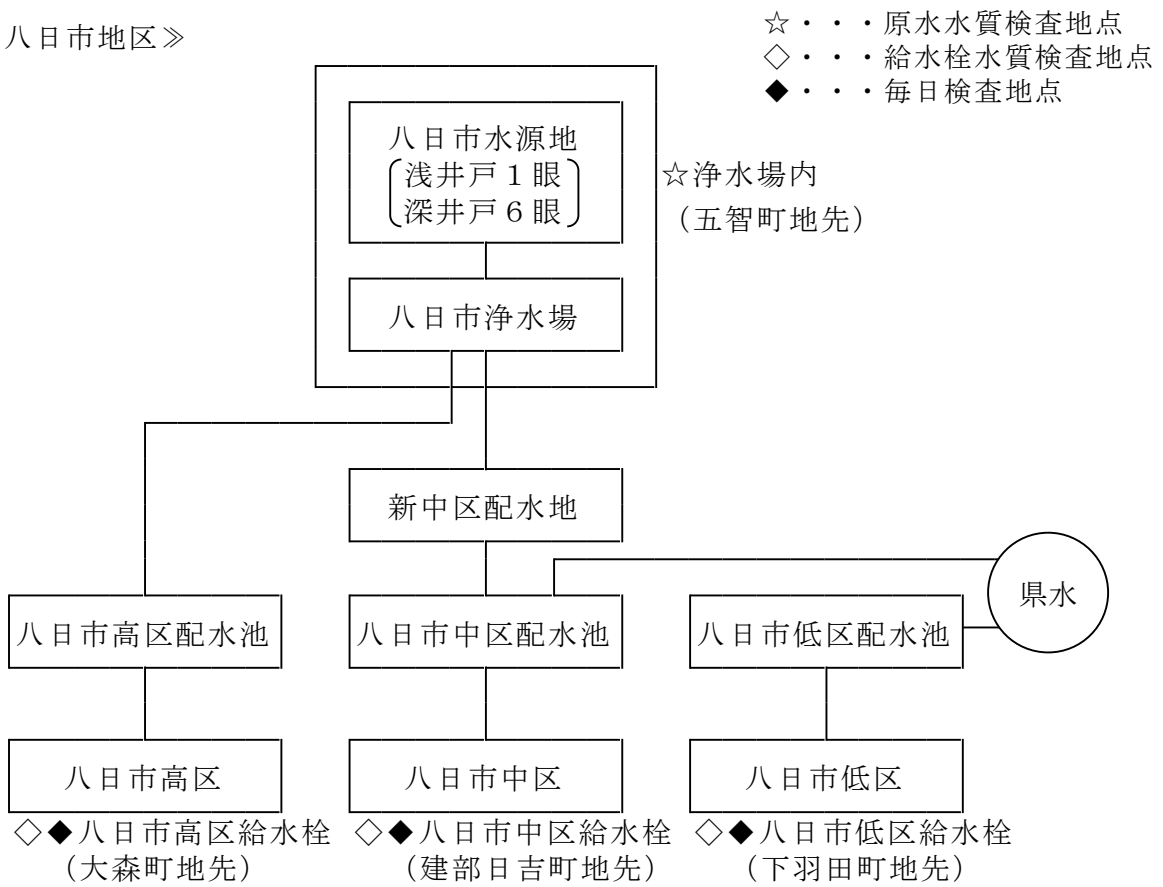 八日市地区≫
☆・・・原水水質検査地点
◇・・・給水栓水質検査地点
◆・・・毎日検査地点
八日市水源地
浅井戸１眼
深井戸６眼
☆浄水場内
（五智町地先）
八日市浄水場
新中区配水地
県水
八日市高区配水池
八日市中区配水池
八日市低区配水池
八日市高区
八日市中区
八日市低区
◇◆八日市高区給水栓
（大森町地先）
◇◆八日市中区給水栓
（建部日吉町地先）
◇◆八日市低区給水栓
（下羽田町地先）